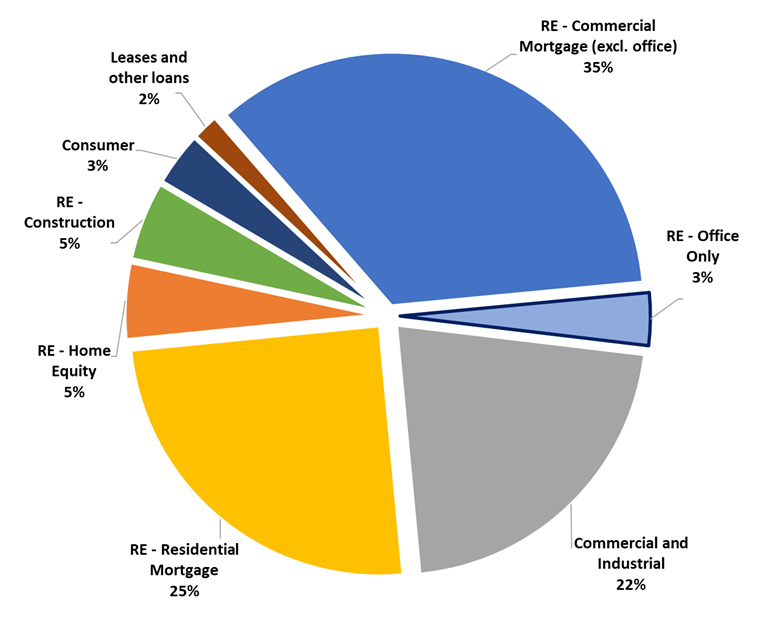 RE - Commercial
Mortgage (excl. office)
35%
RE - Office
Only
3%
Commercial and
Industrial
22%
RE - Residential
Mortgage
25%
RE - Home
Equity
5%
RE -
Construction
5%
Consumer
3%
Leases and
other loans
2%